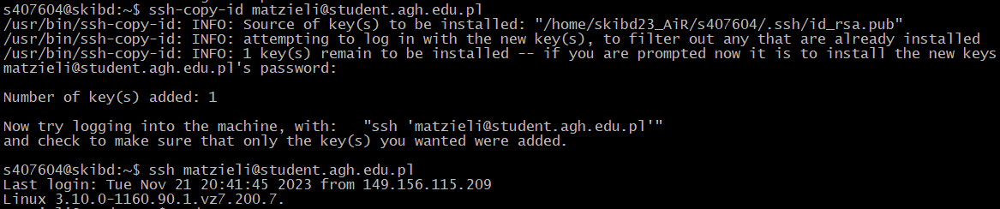 s407604@skibd:~$ ssh-copy-id matzieli@student.agh.edu.pl
/usr/bin/ssh-copy-id: INFO: Source of key(s) to be installed: "/home/skibd23_AiR/s407604/.ssh/id_rsa.pub"
/usr/bin/ssh-copy-id: INFO: attempting to log in with the new key(s), to filter out any that are already installed
/usr/bin/ssh-copy-id: INFO: 1 key(s) remain to be installed -- if you are prompted now it is to install the new keys
matzieli@student.agh.edu.pl's password:
Number of key(s) added: 1
Now try logging into the machine, with:   "ssh 'matzieli@student.agh.edu.pl'"
and check to make sure that only the key(s) you wanted were added.
s407604@skibd:~$ ssh matzieli@student.agh.edu.pl
Last login: Tue Nov 21 20:41:45 2023 from 149.156.115.209
Linux 3.10.0-1160.90.1.vz7.200.7.